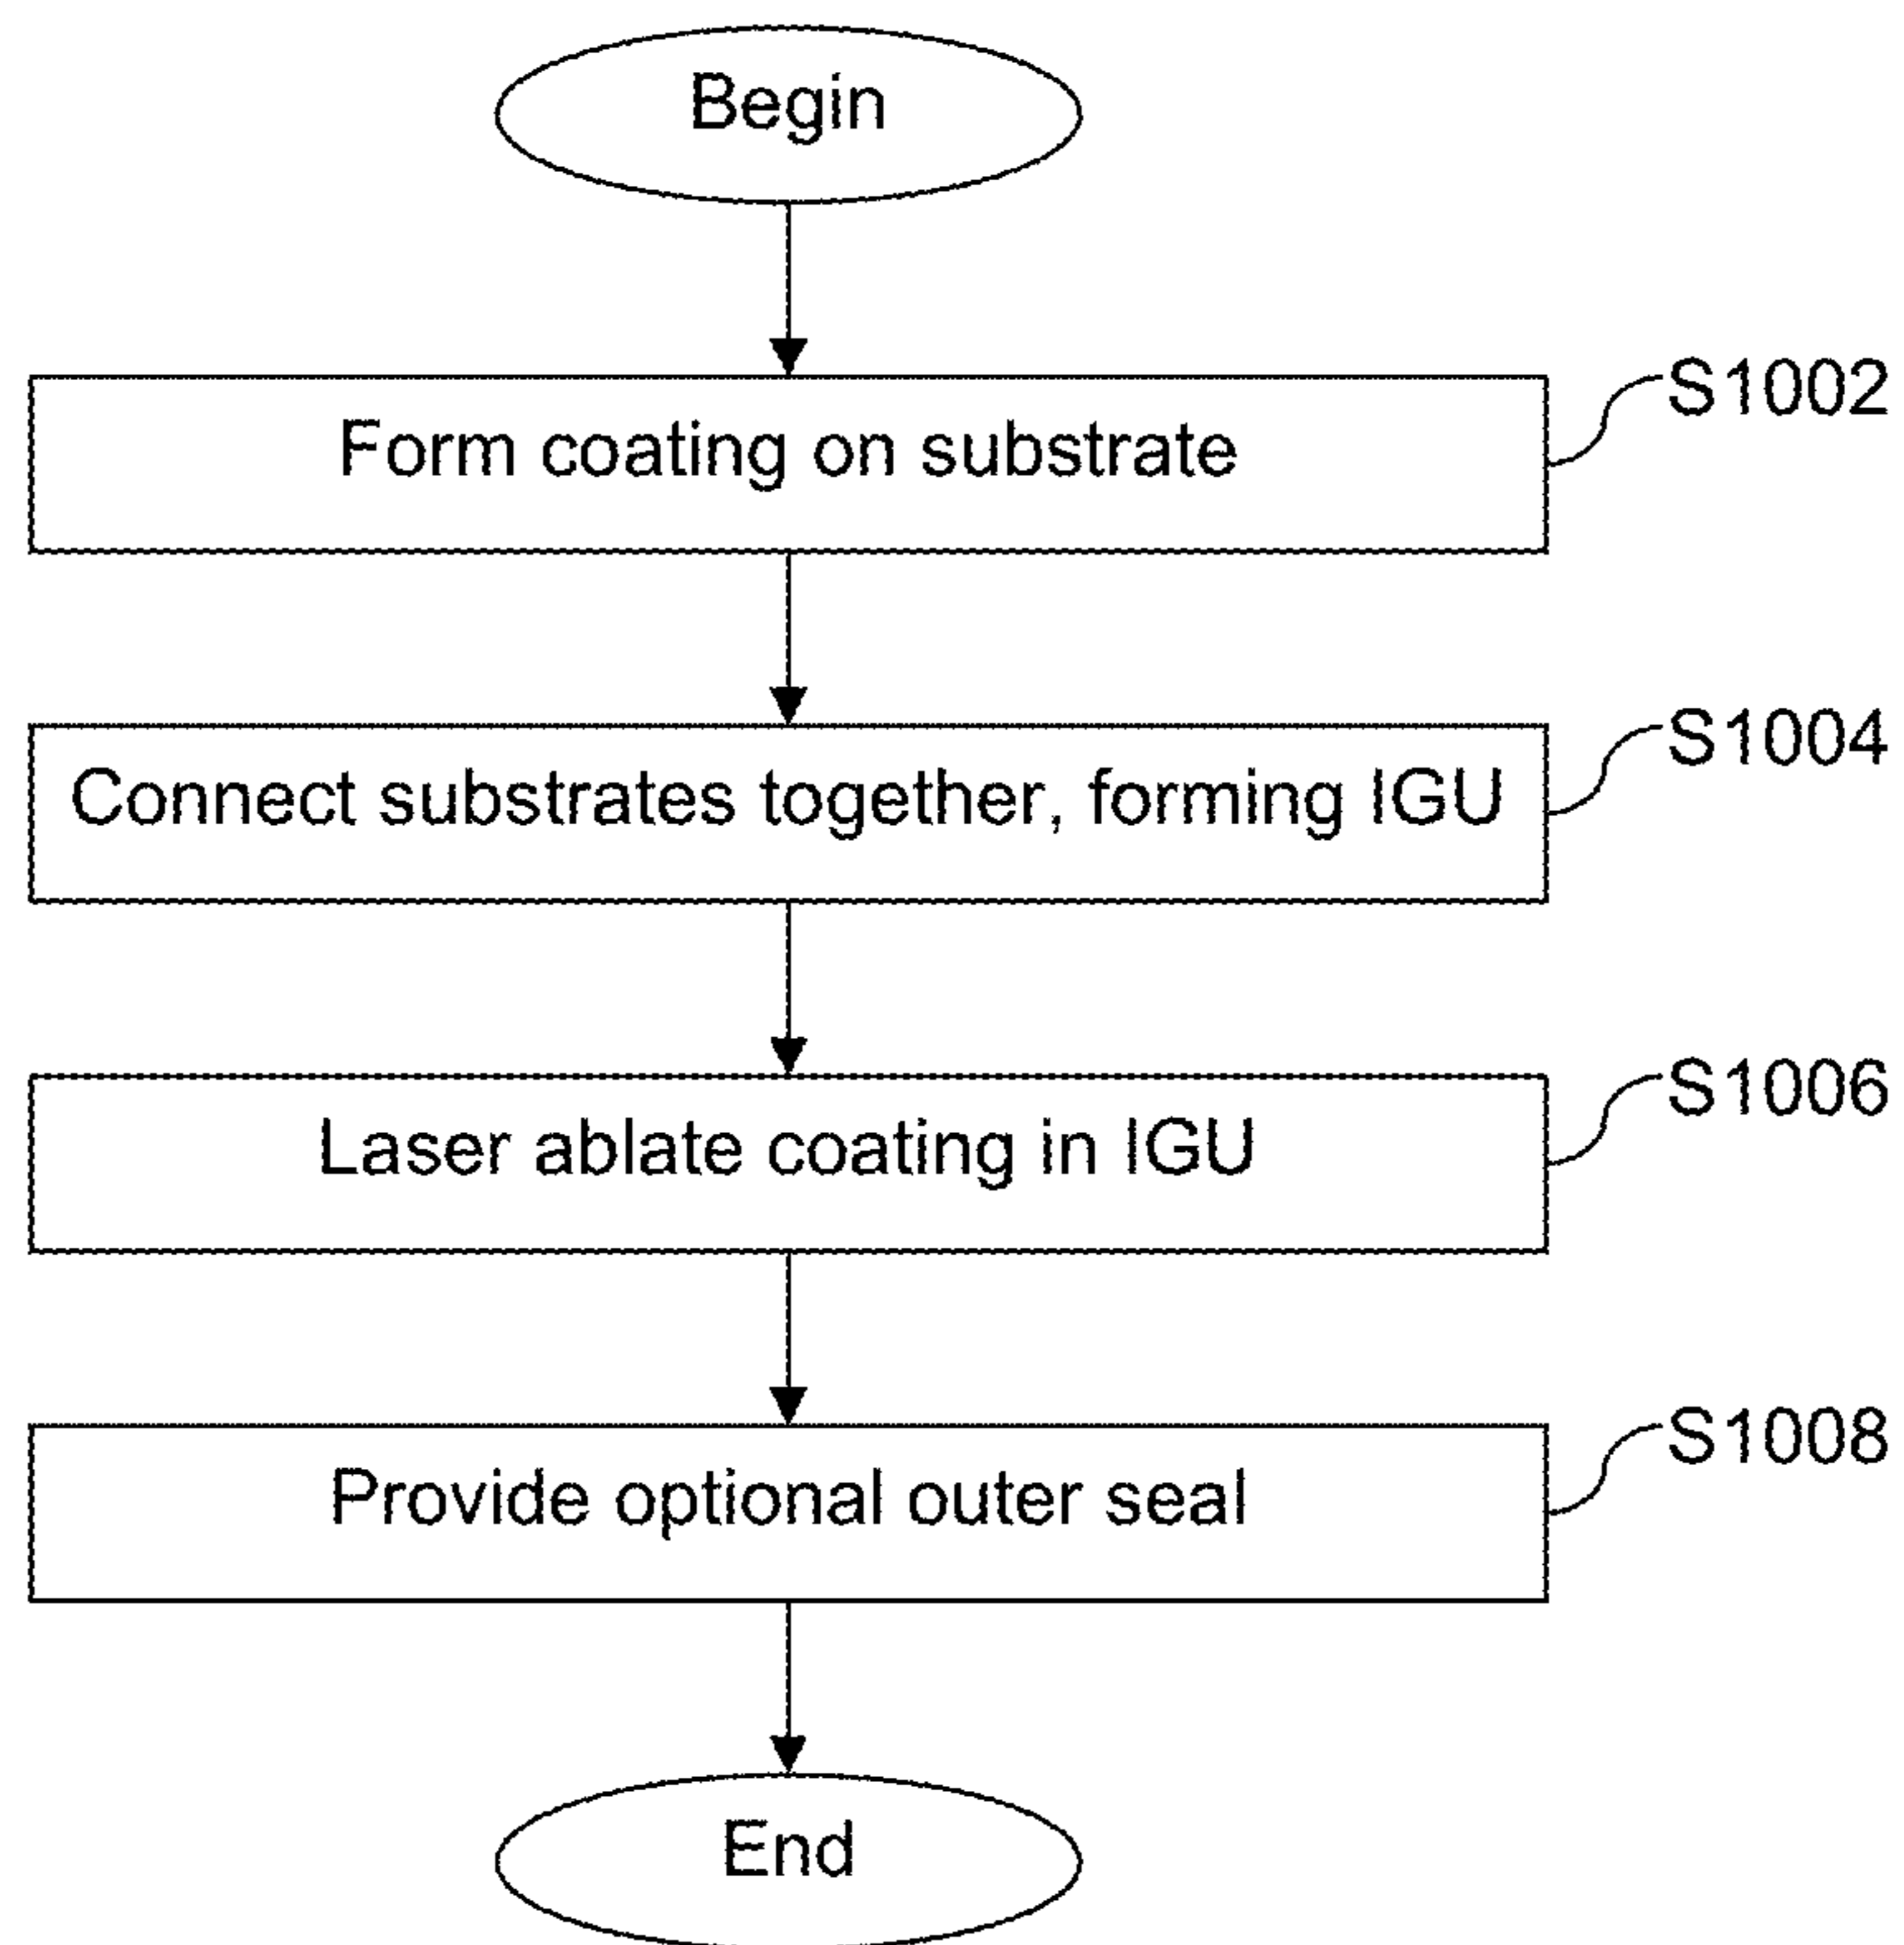 Begin
Form coating on substrate
S1002
Connect substrates together, forming IGU
S1004
Laser ablate coating in IGU
S1006
Provide optional outer seal
S1008
End